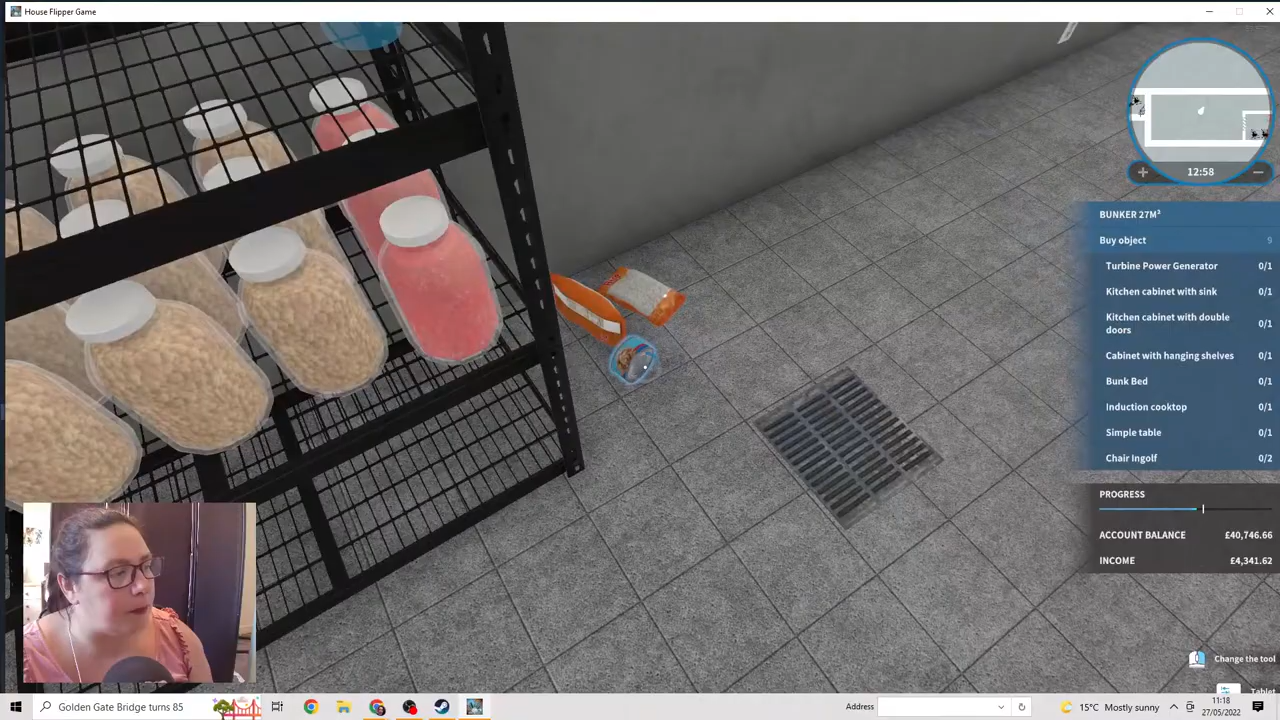 House Flipper Game
12:58
BUNKER 27M³
Buy object 9
Turbine Power Generator 0/1
Kitchen cabinet with sink 0/1
Kitchen cabinet with double doors 0/1
Cabinet with hanging shelves 0/1
Bunk Bed 0/1
Induction cooktop 0/1
Simple table 0/1
Chair Ingolf 0/2
PROGRESS
ACCOUNT BALANCE £40,746.66
INCOME £4,341.62
Change the tool
Tablet
Golden Gate Bridge turns 85
Address
15°C Mostly sunny
11:18
27/05/2022